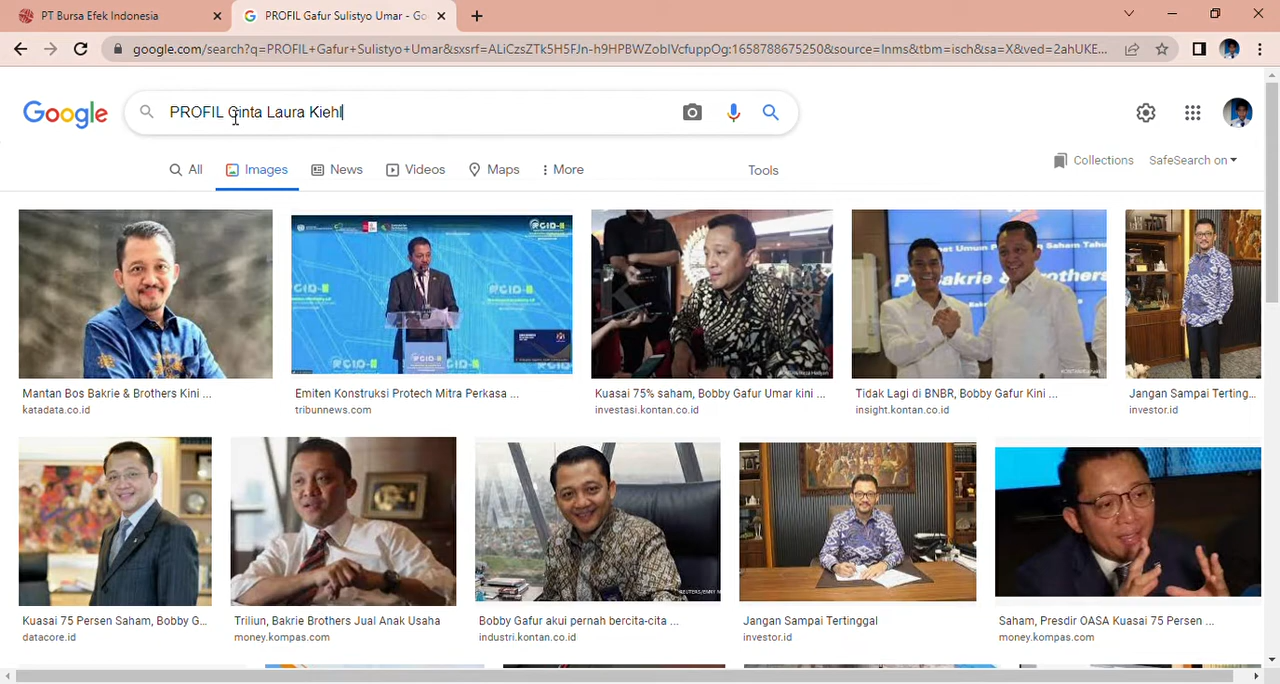 PT Bursa Efek Indonesia
PROFIL Gafur Sulistyo Umar - Go
google.com/search?q=PROFIL+Gafur+Sulistyo+Umar&sxsrf=ALiCzsZTk5H5FJn-h9HPBWZobIVcfuppOg:1658788675250&source=lnms&tbm=isch&sa=X&ved=2ahUKE...
Google
PROFIL Cinta Laura Kiehl
All
Images
News
Videos
Maps
More
Tools
Collections
SafeSearch on
Mantan Bos Bakrie & Brothers Kini ...
katadata.co.id
Emiten Konstruksi Protech Mitra Perkasa ...
tribunnews.com
Kuasai 75% saham, Bobby Gafur Umar kini ...
investasi.kontan.co.id
Tidak Lagi di BNBR, Bobby Gafur Kini ...
insight.kontan.co.id
Jangan Sampai Terting...
investor.id
Kuasai 75 Persen Saham, Bobby G...
datacore.id
Triliun, Bakrie Brothers Jual Anak Usaha
money.kompas.com
Bobby Gafur akui pernah bercita-cita ...
industri.kontan.co.id
Jangan Sampai Tertinggal
investor.id
Saham, Presdir OASA Kuasai 75 Persen ...
money.kompas.com